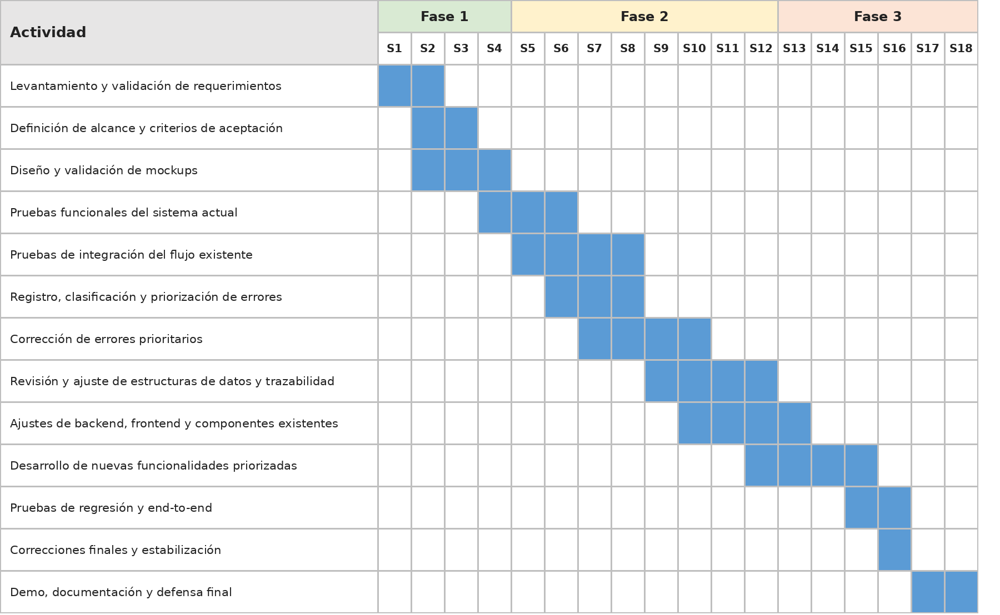 Actividad
Fase 1 Fase 2 Fase 3
S1 S2 S3 S4 S5 S6 S7 S8 S9 S10 S11 S12 S13 S14 S15 S16 S17 S18
Levantamiento y validación de requerimientos
Definición de alcance y criterios de aceptación
Diseño y validación de mockups
Pruebas funcionales del sistema actual
Pruebas de integración del flujo existente
Registro, clasificación y priorización de errores
Corrección de errores prioritarios
Revisión y ajuste de estructuras de datos y trazabilidad
Ajustes de backend, frontend y componentes existentes
Desarrollo de nuevas funcionalidades priorizadas
Pruebas de regresión y end-to-end
Correcciones finales y estabilización
Demo, documentación y defensa final